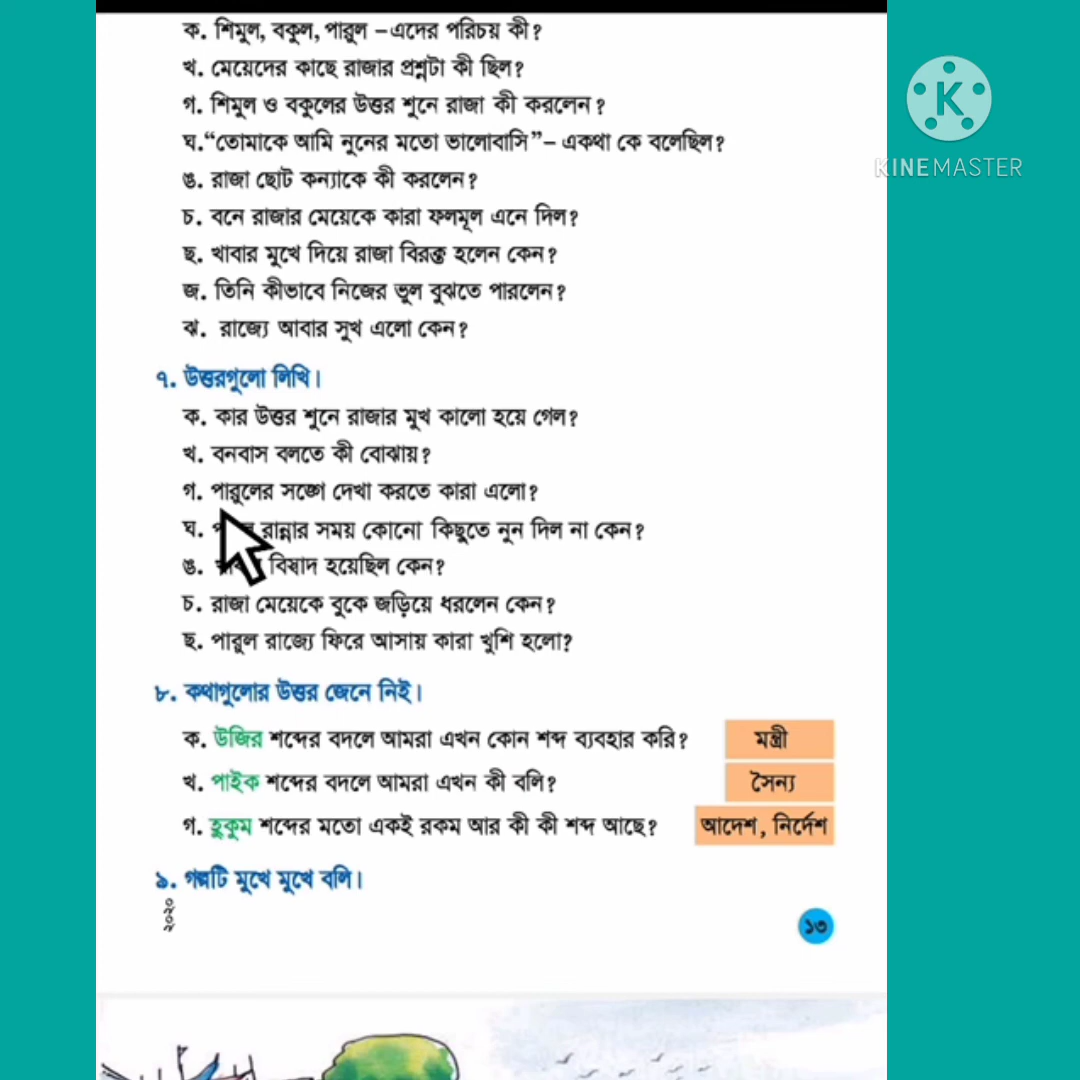 ক. শিমুল, বকুল, পারুল –এদের পরিচয় কী?
খ. মেয়েদের কাছে রাজার প্রশ্নটা কী ছিল?
গ. শিমুল ও বকুলের উত্তর শুনে রাজা কী করলেন?
ঘ.“তোমাকে আমি নুনের মতো ভালোবাসি”– একথা কে বলেছিল?
ঙ. রাজা ছোট কন্যাকে কী করলেন?
চ. বনে রাজার মেয়েকে কারা ফলমূল এনে দিল?
ছ. খাবার মুখে দিয়ে রাজা বিরক্ত হলেন কেন?
জ. তিনি কীভাবে নিজের ভুল বুঝতে পারলেন?
ঝ. রাজ্যে আবার সুখ এলো কেন?
৭. উত্তরগুলো লিখি।
ক. কার উত্তর শুনে রাজার মুখ কালো হয়ে গেল?
খ. বনবাস বলতে কী বোঝায়?
গ. পারুলের সঙ্গে দেখা করতে কারা এলো?
ঘ. রান্নার সময় কোনো কিছুতে নুন দিল না কেন?
ঙ. বিস্বাদ হয়েছিল কেন?
চ. রাজা মেয়েকে বুকে জড়িয়ে ধরলেন কেন?
ছ. পারুল রাজ্যে ফিরে আসায় কারা খুশি হলো?
৮. কথাগুলোর উত্তর জেনে নিই।
ক. উজির শব্দের বদলে আমরা এখন কোন শব্দ ব্যবহার করি? মন্ত্রী
খ. পাইক শব্দের বদলে আমরা এখন কী বলি? সৈন্য
গ. হুকুম শব্দের মতো একই রকম আর কী কী শব্দ আছে? আদেশ, নির্দেশ
৯. গল্পটি মুখে মুখে বলি।
১৩
K
KINEMASTER